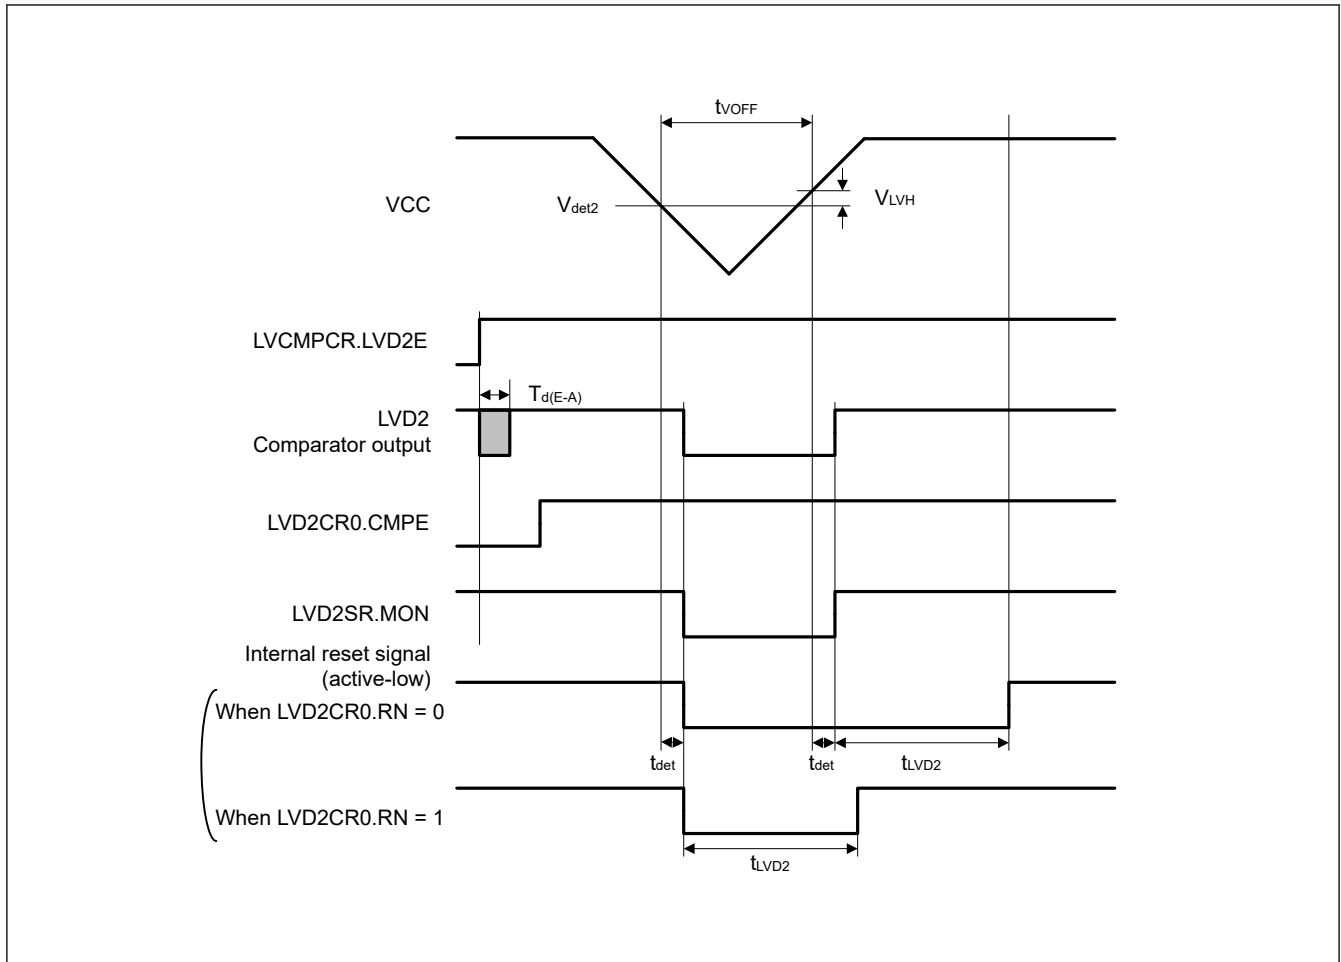 tVOFF
VCC
Vdet2
VLVH
LVCMPCR.LVD2E
Td(E-A)
LVD2
Comparator output
LVD2CR0.CMPE
LVD2SR.MON
Internal reset signal
(active-low)
When LVD2CR0.RN = 0
tdet
tdet
tLVD2
When LVD2CR0.RN = 1
tLVD2